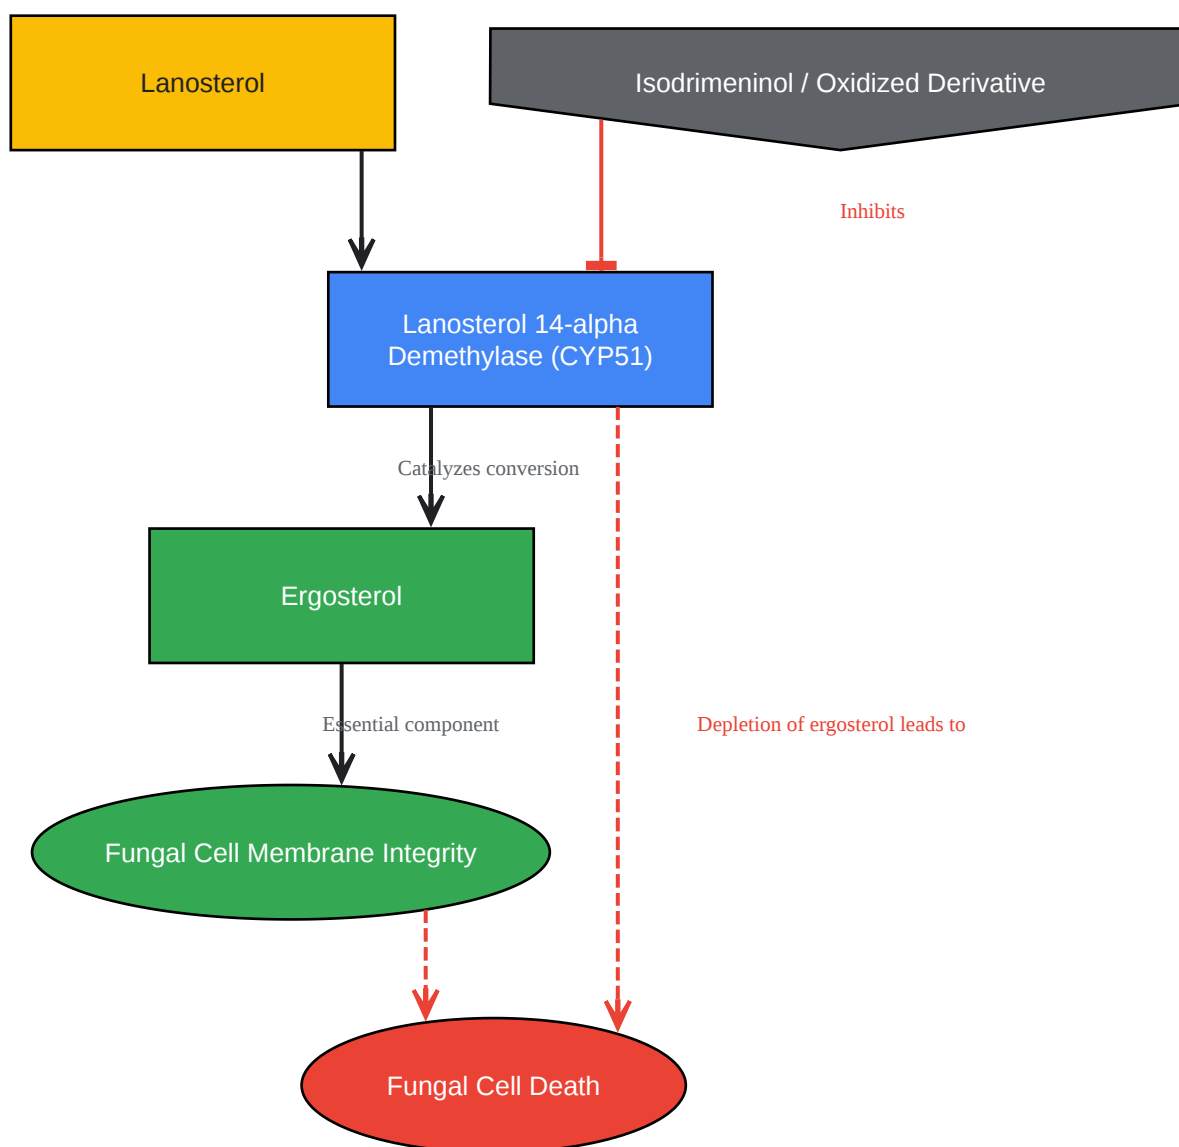 Lanosterol
Isodrimeninol / Oxidized Derivative
Inhibits
Lanosterol 14-alpha
Demethylase (CYP51)
Catalyzes conversion
Ergosterol
Essential component
Depletion of ergosterol leads to
Fungal Cell Membrane Integrity
Fungal Cell Death